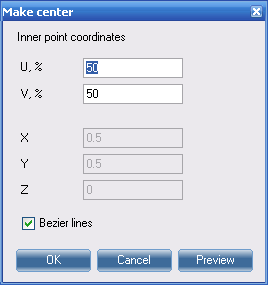 Make center
Inner point coordinates
U, % 50
V, % 50
X 0.5
Y 0.5
Z 0
Bezier lines
OK Cancel Preview